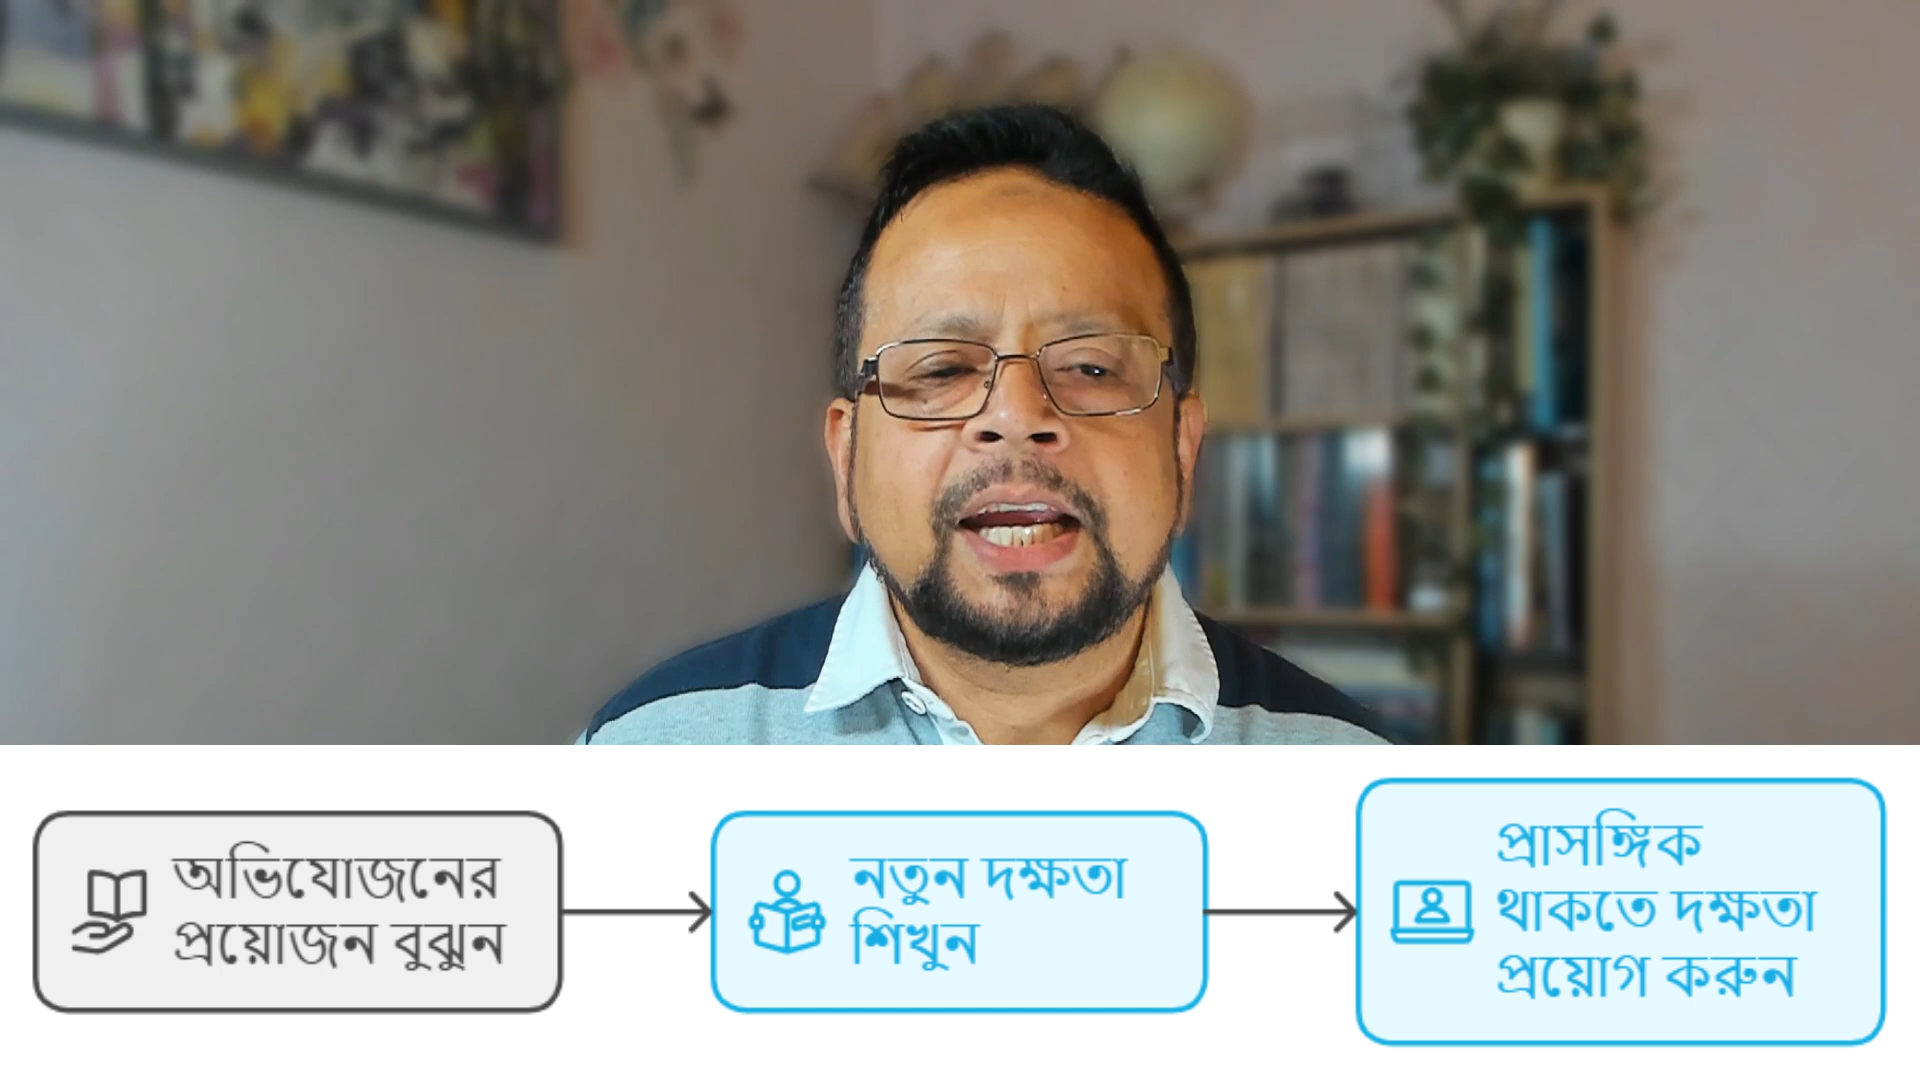 অভিযোজনের
প্রয়োজন বুঝুন
নতুন দক্ষতা
শিখুন
প্রাসঙ্গিক
থাকতে দক্ষতা
প্রয়োগ করুন